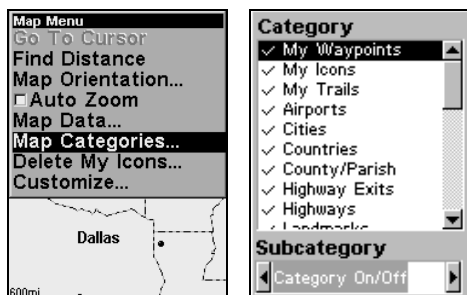 Map Menu
Go To Cursor
Find Distance
Map Orientation...
Auto Zoom
Map Data...
Map Categories...
Delete My Icons...
Customize...
Dallas
600mi
Category
My Waypoints
My Icons
My Trails
Airports
Cities
Countries
County/Parish
Highway Exits
Highways
Landmarks
Subcategory
Category On/Off